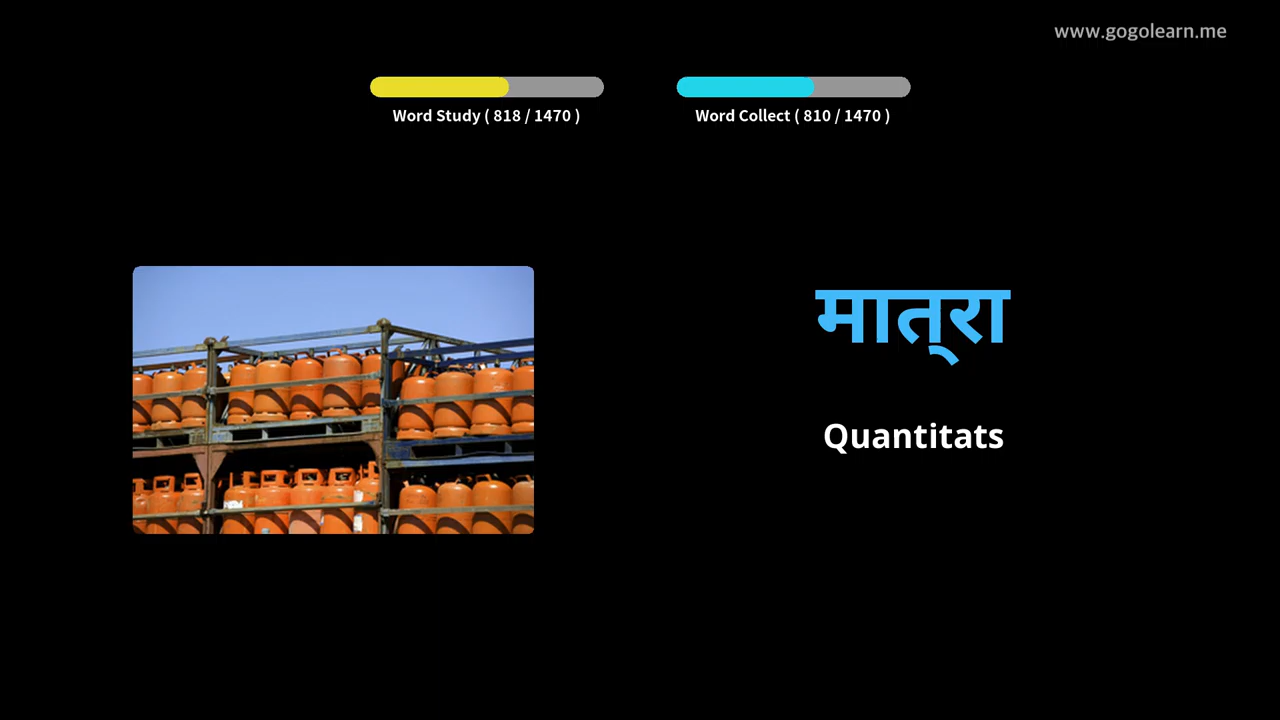 www.gogolearn.me
Word Study ( 818 / 1470 )
Word Collect ( 810 / 1470 )
मात्‌रा
Quantitats